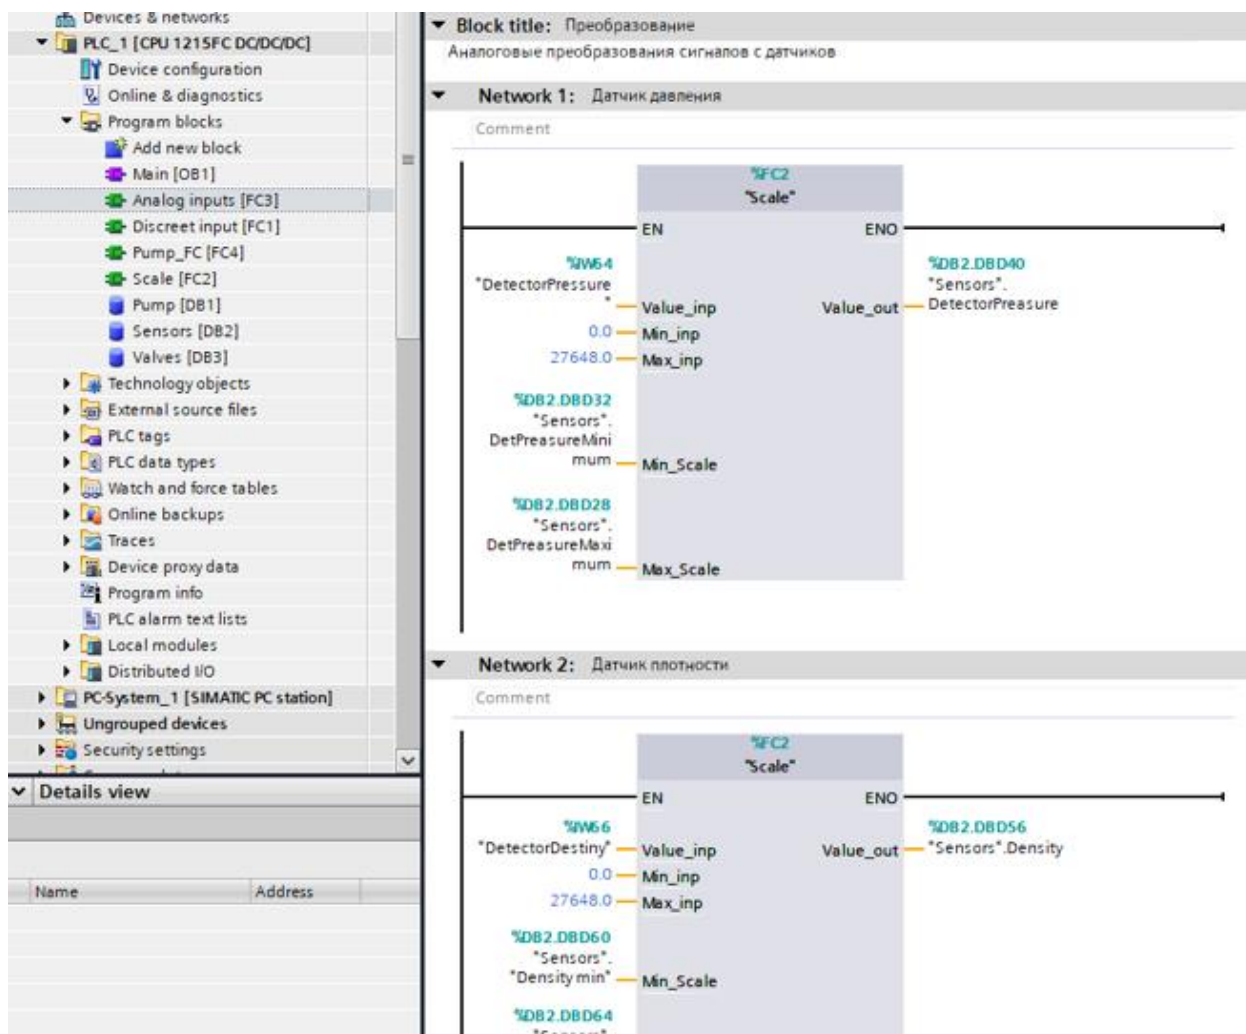 Devices & networks
PLC_1 [CPU 1215FC DC/DC/DC]
Device configuration
Online & diagnostics
Program blocks
Add new block
Main [OB1]
Analog inputs [FC3]
Discreet input [FC1]
Pump_FC [FC4]
Scale [FC2]
Pump [DB1]
Sensors [DB2]
Valves [DB3]
Technology objects
External source files
PLC tags
PLC data types
Watch and force tables
Online backups
Traces
Device proxy data
Program info
PLC alarm text lists
Local modules
Distributed I/O
PC-System_1 [SIMATIC PC station]
Ungrouped devices
Security settings
Details view
Name Address
Block title: Преобразование
Аналоговые преобразования сигналов с датчиков
Network 1: Датчик давления
Comment
%FC2
"Scale"
EN ENO
%IW64
"DetectorPressure
"
Value_inp
0.0 Min_inp
27648.0 Max_inp
%DB2.DBD32
"Sensors".
DetPreasureMini
mum
Min_Scale
%DB2.DBD28
"Sensors".
DetPreasureMaxi
mum
Max_Scale
%DB2.DBD40
"Sensors".
DetectorPreasure
Value_out
Network 2: Датчик плотности
Comment
%FC2
"Scale"
EN ENO
%IW66
"DetectorDestiny"
Value_inp
0.0 Min_inp
27648.0 Max_inp
%DB2.DBD60
"Sensors".
"Density min"
Min_Scale
%DB2.DBD64
"Sensors".
%DB2.DBD56
"Sensors".Density
Value_out